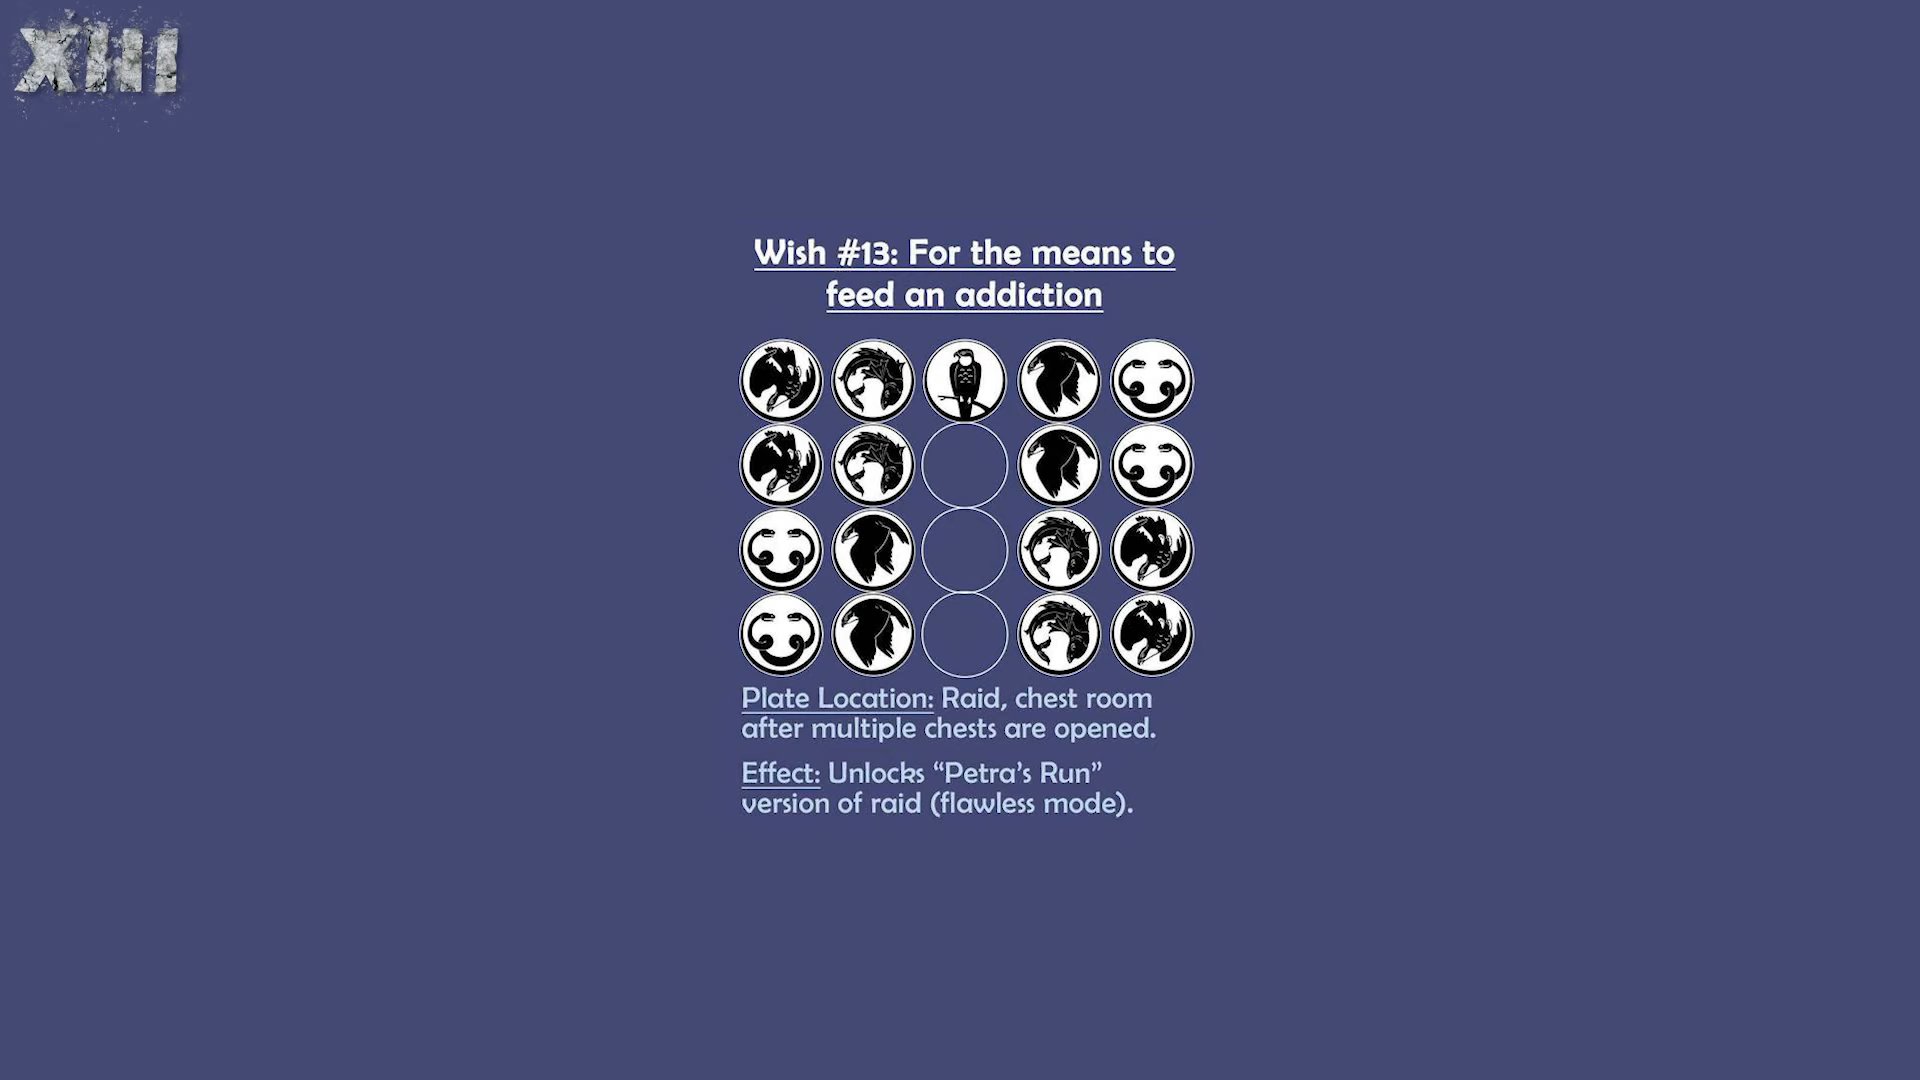 XIII
Wish #13: For the means to
feed an addiction
Plate Location: Raid, chest room
after multiple chests are opened.
Effect: Unlocks “Petra’s Run”
version of raid (flawless mode).